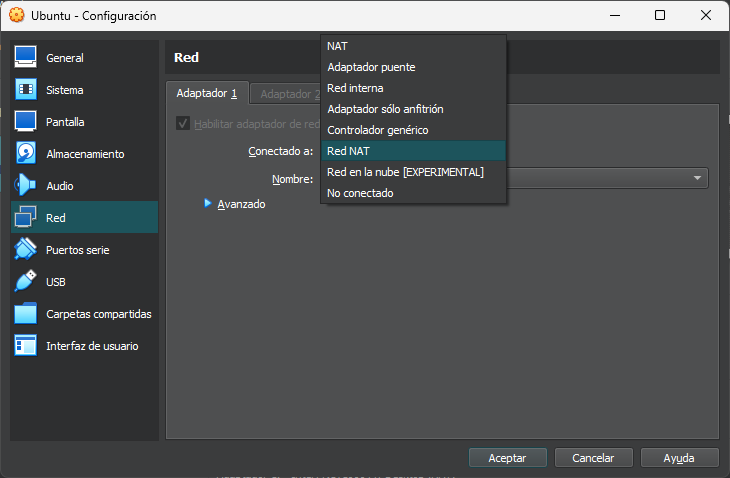 Ubuntu - Configuración
General
Sistema
Pantalla
Almacenamiento
Audio
Red
Puertos serie
USB
Carpetas compartidas
Interfaz de usuario
Red
Adaptador 1
Adaptador 2
Habilitar adaptador de red
Conectado a:
NAT
Adaptador puente
Red interna
Adaptador sólo anfitrión
Controlador genérico
Red NAT
Red en la nube [EXPERIMENTAL]
No conectado
Nombre:
Avanzado
Aceptar
Cancelar
Ayuda